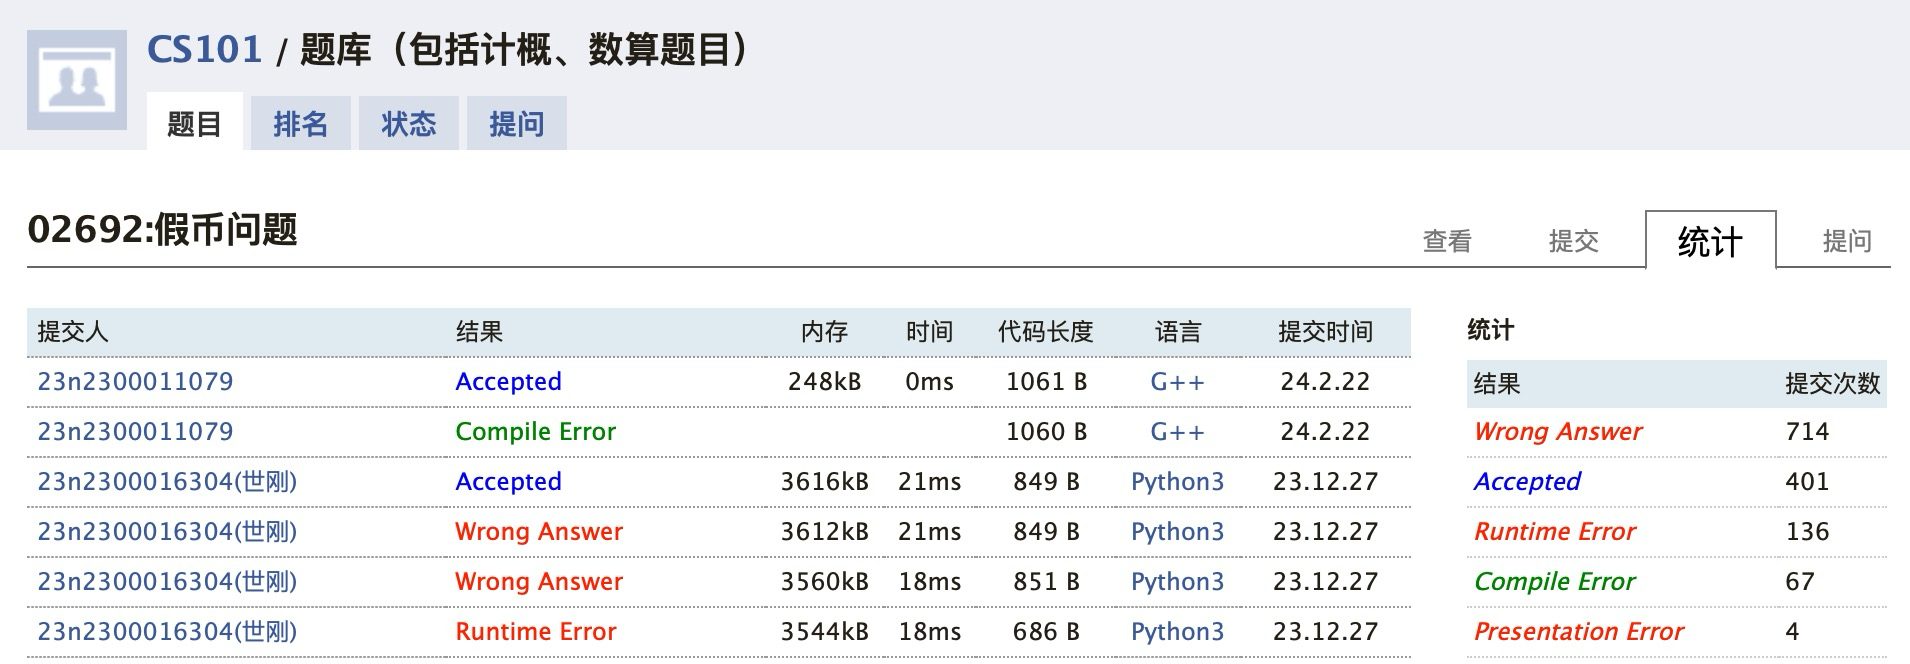 CS101 / 题库（包括计概、数算题目）
题目 排名 状态 提问
02692:假币问题
查看 提交 统计 提问
提交人 结果 内存 时间 代码长度 语言 提交时间
23n2300011079 Accepted 248kB 0ms 1061 B G++ 24.2.22
23n2300011079 Compile Error 1060 B G++ 24.2.22
23n2300016304(世刚) Accepted 3616kB 21ms 849 B Python3 23.12.27
23n2300016304(世刚) Wrong Answer 3612kB 21ms 849 B Python3 23.12.27
23n2300016304(世刚) Wrong Answer 3560kB 18ms 851 B Python3 23.12.27
23n2300016304(世刚) Runtime Error 3544kB 18ms 686 B Python3 23.12.27
统计
结果 提交次数
Wrong Answer 714
Accepted 401
Runtime Error 136
Compile Error 67
Presentation Error 4